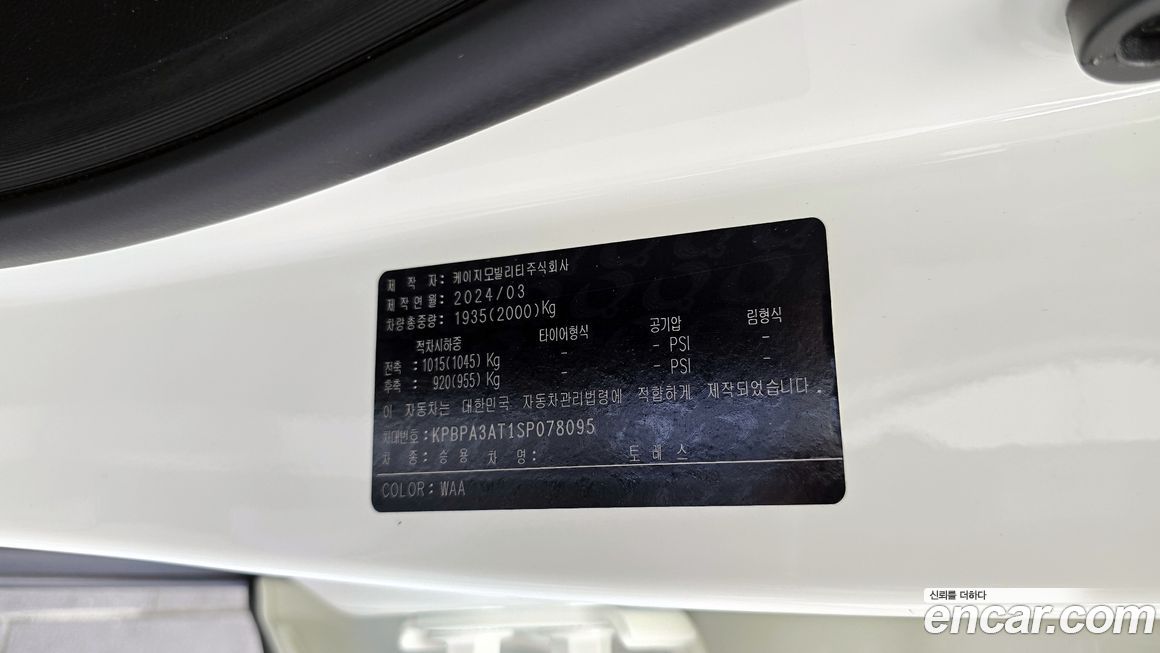 제 작 자 : 케이지모빌리티주식회사
제작연월 : 2024/03
차량총중량 : 1935(2000)Kg
적차시하중 타이어형식 공기압 림형식
전축 : 1015(1045) Kg - - PSI -
후축 : 920(955) Kg - - PSI -
이 자동차는 대한민국 자동차관리법령에 적합하게 제작되었습니다.
차대번호 : KPBPA3AT1SP078095
차 종 : 승용 차 명 : 토레스
COLOR : WAA
신뢰를 더하다
encar.com